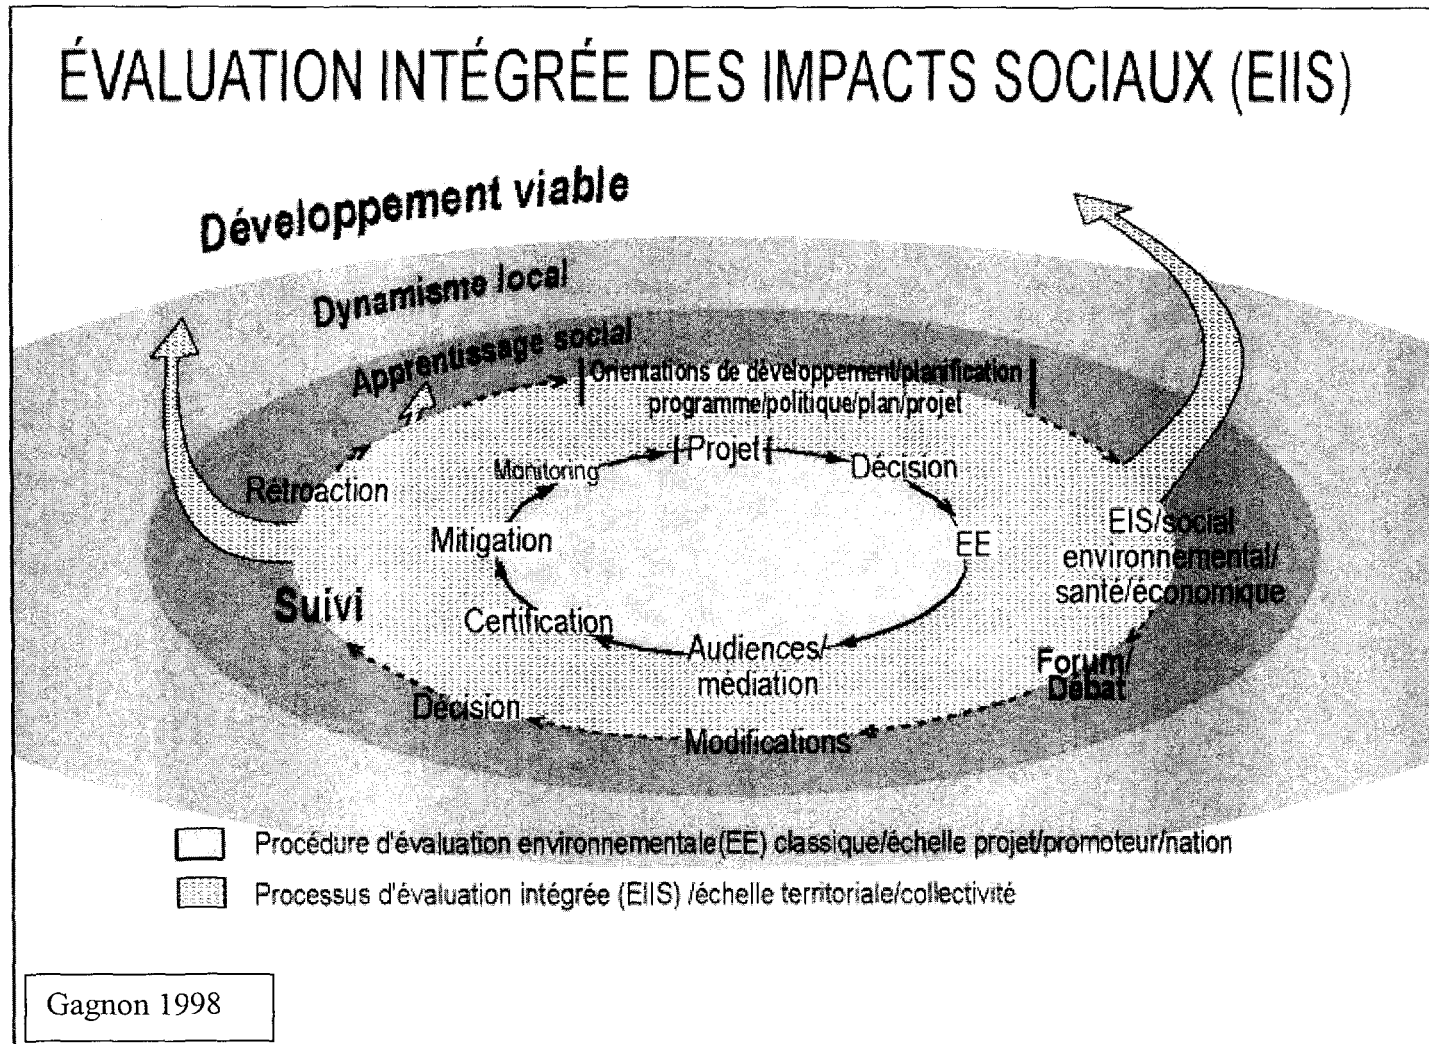 ÉVALUATION INTÉGRÉE DES IMPACTS SOCIAUX (EIIS)
Développement viable
Dynamisme local
Apprentissage social
Orientations de développement/planification
programme/politique/plan/projet
Projet
Monitoring
Décision
Rétroaction
Mitigation
EE
EIS/social
environnemental/
santé/économique
Suivi
Certification
Audiences/
médiation
Forum/
Débat
Décision
Modifications
Procédure d'évaluation environnementale(EE) classique/échelle projet/promoteur/nation
Processus d'évaluation intégrée (EIIS) /échelle territoriale/collectivité
Gagnon 1998